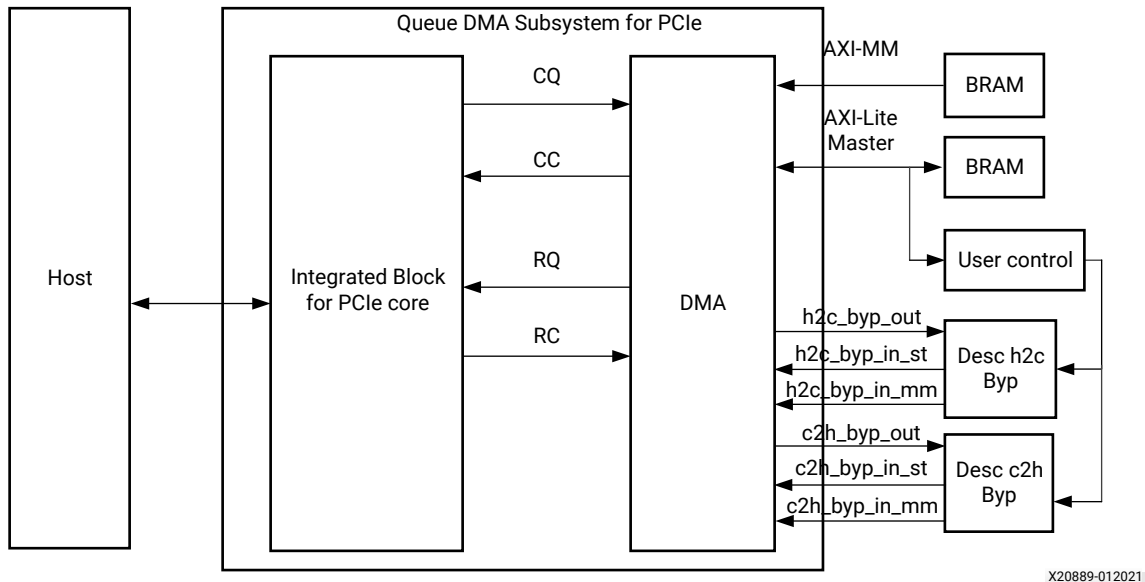 Queue DMA Subsystem for PCIe
Host
Integrated Block
for PCIe core
CQ
CC
RQ
RC
DMA
AXI-MM
BRAM
AXI-Lite
Master
BRAM
User control
h2c_byp_out
h2c_byp_in_st
h2c_byp_in_mm
Desc h2c
Byp
c2h_byp_out
c2h_byp_in_st
c2h_byp_in_mm
Desc c2h
Byp
X20889-012021